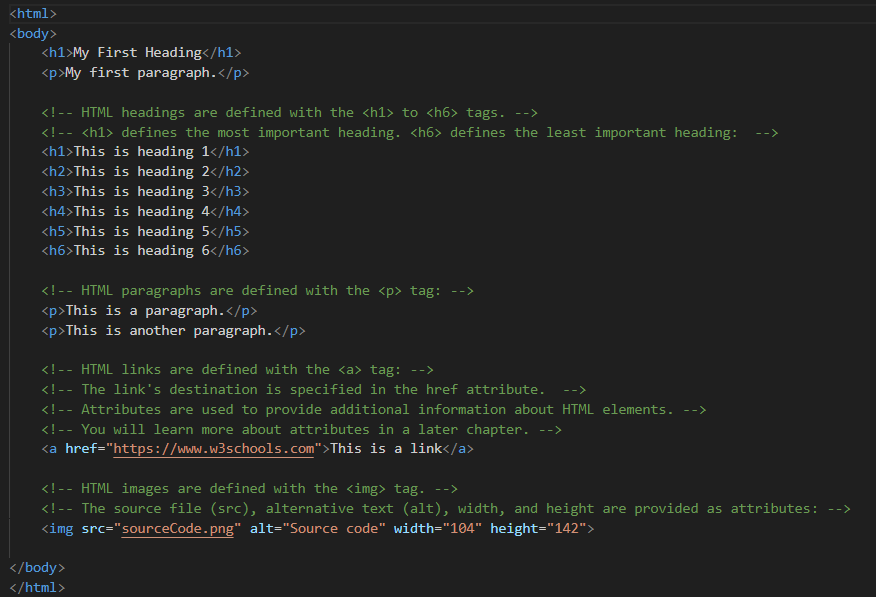 <html>
<body>
    <h1>My First Heading</h1>
    <p>My first paragraph.</p>

    <!-- HTML headings are defined with the <h1> to <h6> tags. -->
    <!-- <h1> defines the most important heading. <h6> defines the least important heading:  -->
    <h1>This is heading 1</h1>
    <h2>This is heading 2</h2>
    <h3>This is heading 3</h3>
    <h4>This is heading 4</h4>
    <h5>This is heading 5</h5>
    <h6>This is heading 6</h6>

    <!-- HTML paragraphs are defined with the <p> tag: -->
    <p>This is a paragraph.</p>
    <p>This is another paragraph.</p>

    <!-- HTML links are defined with the <a> tag: -->
    <!-- The link's destination is specified in the href attribute.  -->
    <!-- Attributes are used to provide additional information about HTML elements. -->
    <!-- You will learn more about attributes in a later chapter. -->
    <a href="https://www.w3schools.com">This is a link</a>

    <!-- HTML images are defined with the <img> tag. -->
    <!-- The source file (src), alternative text (alt), width, and height are provided as attributes: -->
    <img src="sourceCode.png" alt="Source code" width="104" height="142">

</body>
</html>